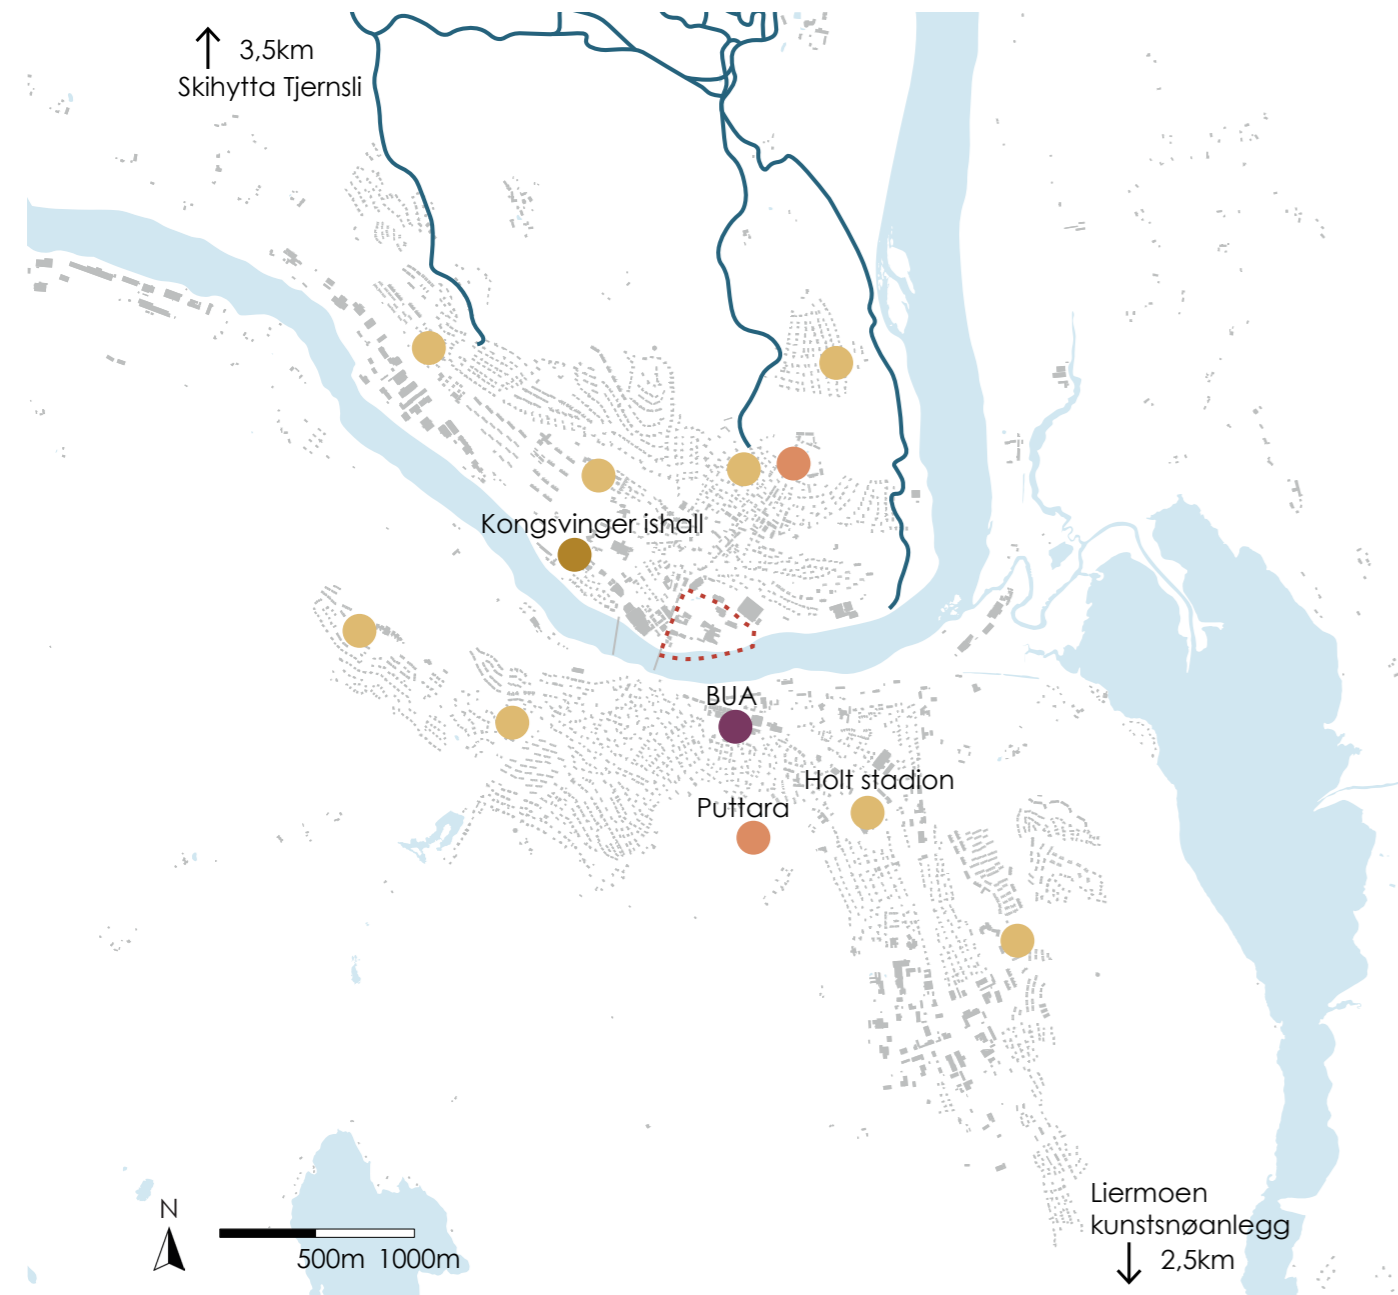 3,5km
Skihytta Tjernsli
Kongsvinger ishall
BUA
Holt stadion
Puttara
Liermoen
kunstsnøanlegg
2,5km
N
500m 1000m